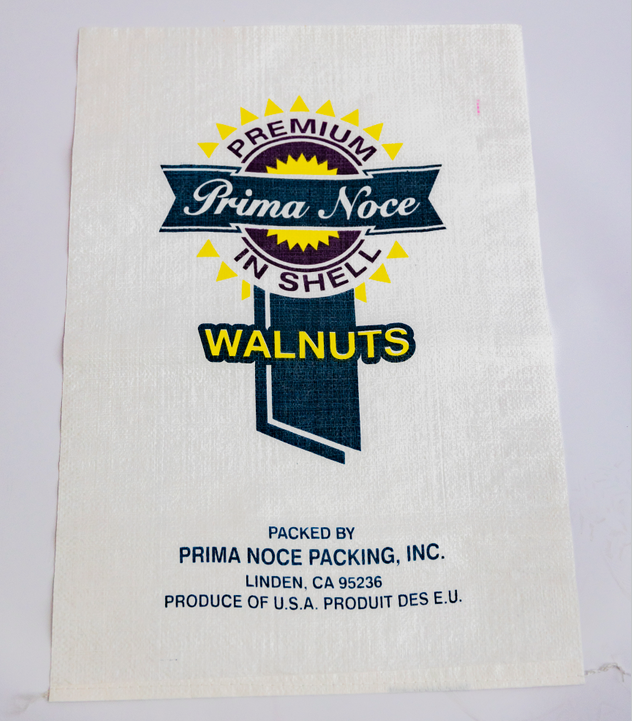 PREMIUM
Prima Noce
IN SHELL
WALNUTS
PACKED BY
PRIMA NOCE PACKING, INC.
LINDEN, CA 95236
PRODUCE OF U.S.A. PRODUIT DES E.U.